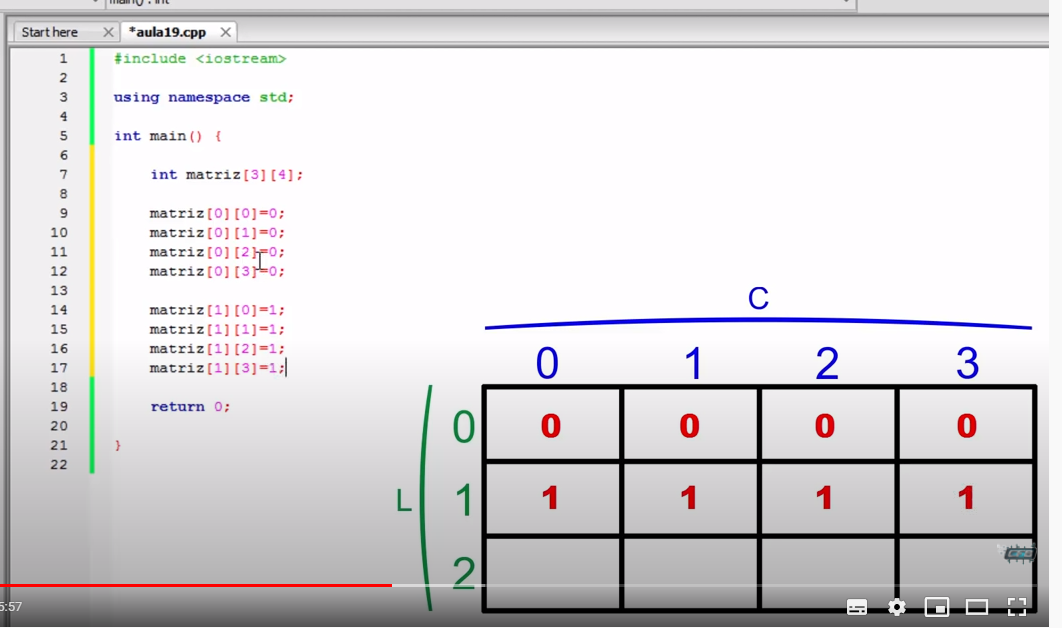 main() : int
Start here
*aula19.cpp
1 #include <iostream>
2
3 using namespace std;
4
5 int main() {
6
7 int matriz[3][4];
8
9 matriz[0][0]=0;
10 matriz[0][1]=0;
11 matriz[0][2]=0;
12 matriz[0][3]=0;
13
14 matriz[1][0]=1;
15 matriz[1][1]=1;
16 matriz[1][2]=1;
17 matriz[1][3]=1;
18
19 return 0;
20
21 }
22
C
0 1 2 3
0 0 0 0 0
L
1 1 1 1 1
2
5:57